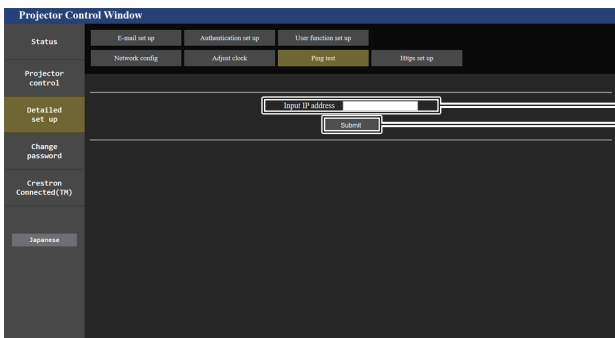 Projector Control Window
Status
E-mail set up
Authentication set up
User function set up
Network config
Adjust clock
Ping test
Https set up
Projector
control
Detailed
set up
Input IP address
Submit
Change
password
Crestron
Connected(TM)
Japanese